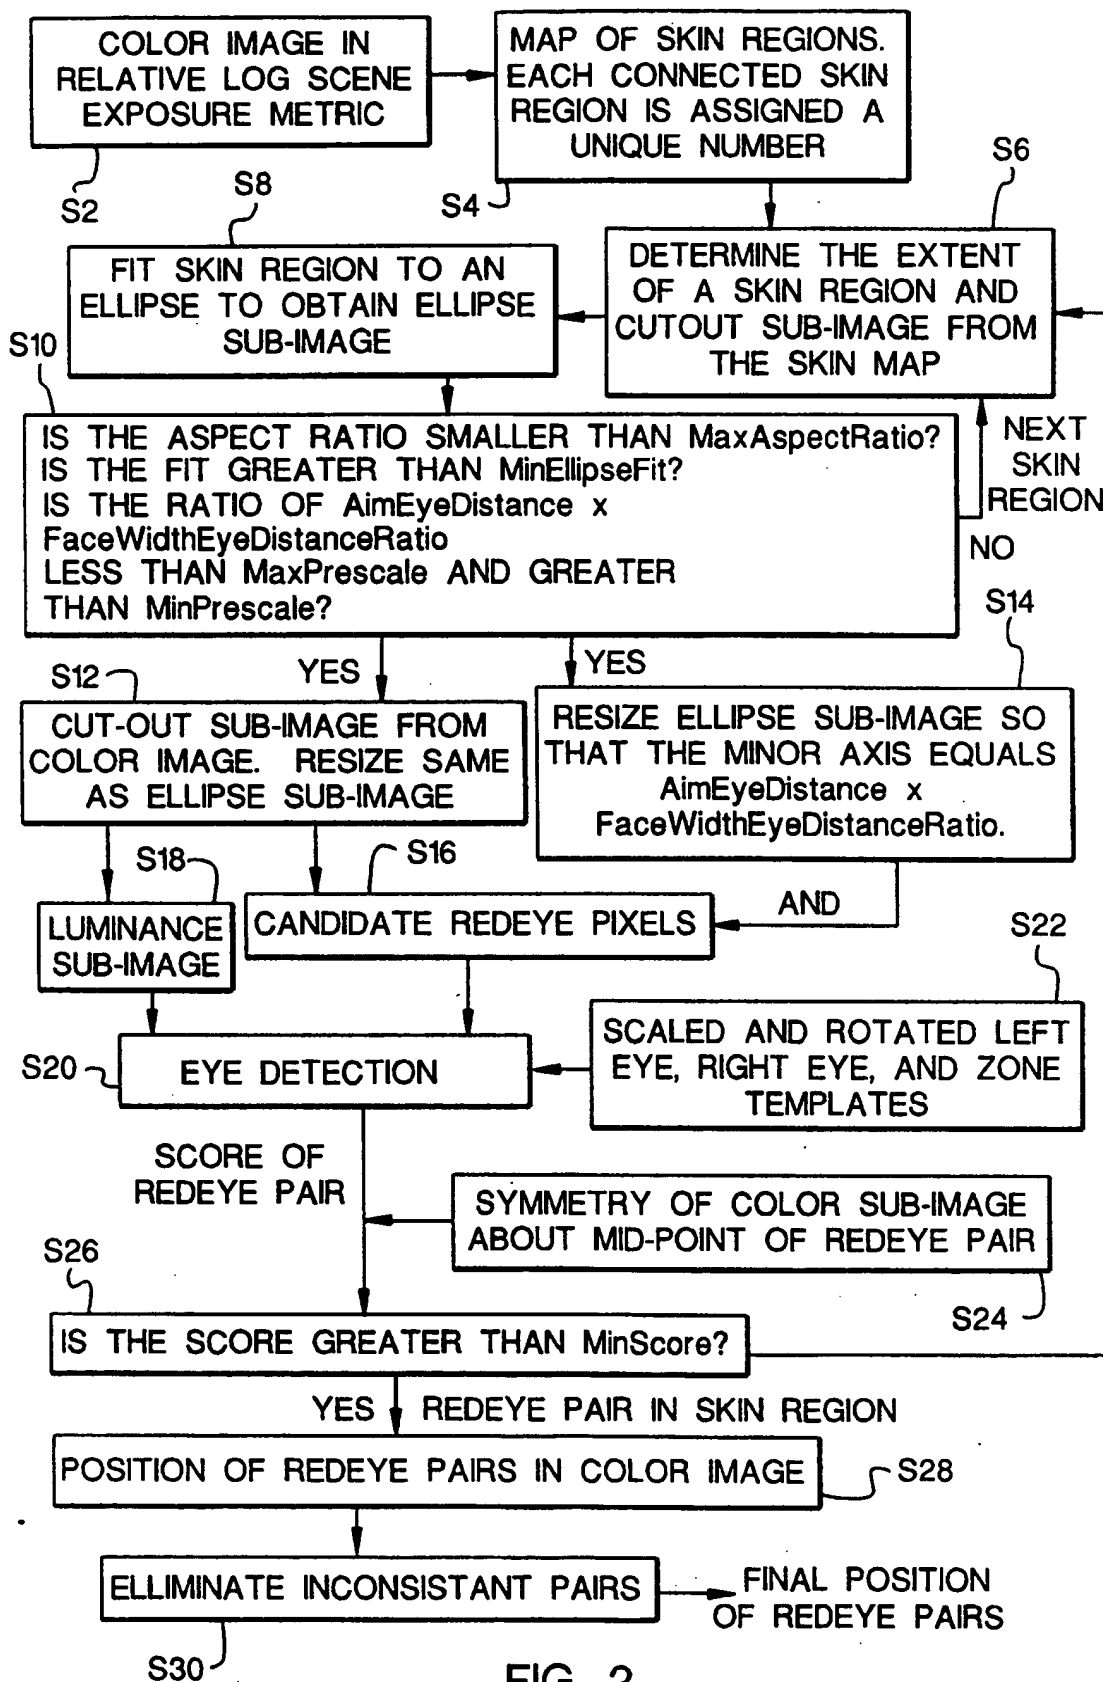 COLOR IMAGE IN
RELATIVE LOG SCENE
EXPOSURE METRIC
S2
MAP OF SKIN REGIONS.
EACH CONNECTED SKIN
REGION IS ASSIGNED A
UNIQUE NUMBER
S4
S6
DETERMINE THE EXTENT
OF A SKIN REGION AND
CUTOUT SUB-IMAGE FROM
THE SKIN MAP
S8
FIT SKIN REGION TO AN
ELLIPSE TO OBTAIN ELLIPSE
SUB-IMAGE
S10
IS THE ASPECT RATIO SMALLER THAN MaxAspectRatio?
IS THE FIT GREATER THAN MinEllipseFit?
IS THE RATIO OF AimEyeDistance x
FaceWidthEyeDistanceRatio
LESS THAN MaxPrescale AND GREATER
THAN MinPrescale?
NEXT
SKIN
REGION
NO
YES
YES
S12
CUT-OUT SUB-IMAGE FROM
COLOR IMAGE. RESIZE SAME
AS ELLIPSE SUB-IMAGE
S14
RESIZE ELLIPSE SUB-IMAGE SO
THAT THE MINOR AXIS EQUALS
AimEyeDistance x
FaceWidthEyeDistanceRatio.
S18
LUMINANCE
SUB-IMAGE
S16
CANDIDATE REDEYE PIXELS
AND
S22
SCALED AND ROTATED LEFT
EYE, RIGHT EYE, AND ZONE
TEMPLATES
S20
EYE DETECTION
SCORE OF
REDEYE PAIR
SYMMETRY OF COLOR SUB-IMAGE
ABOUT MID-POINT OF REDEYE PAIR
S24
S26
IS THE SCORE GREATER THAN MinScore?
YES
REDEYE PAIR IN SKIN REGION
POSITION OF REDEYE PAIRS IN COLOR IMAGE
S28
ELLIMINATE INCONSISTANT PAIRS
S30
FINAL POSITION
OF REDEYE PAIRS
FIG. 2